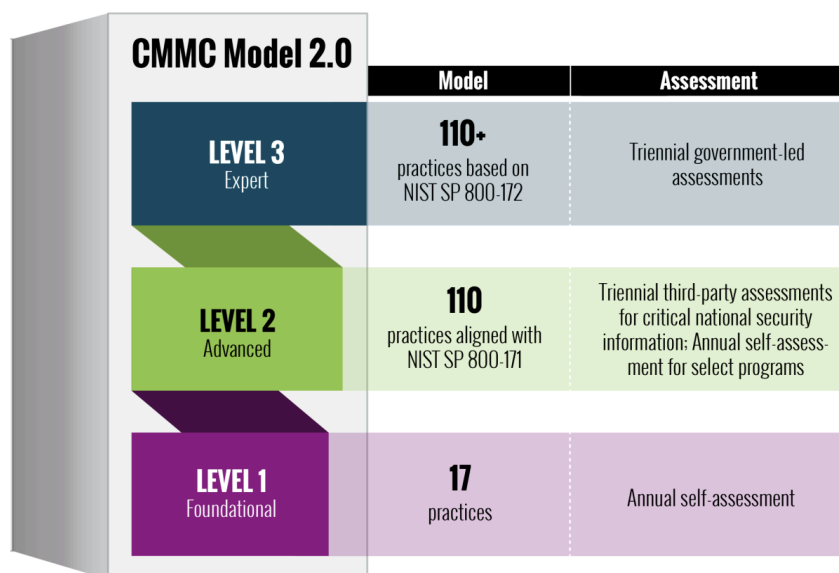 CMMC Model 2.0
Model
Assessment
LEVEL 3
Expert
110+
practices based on
NIST SP 800-172
Triennial government-led
assessments
LEVEL 2
Advanced
110
practices aligned with
NIST SP 800-171
Triennial third-party assessments
for critical national security
information; Annual self-assess-
ment for select programs
LEVEL 1
Foundational
17
practices
Annual self-assessment